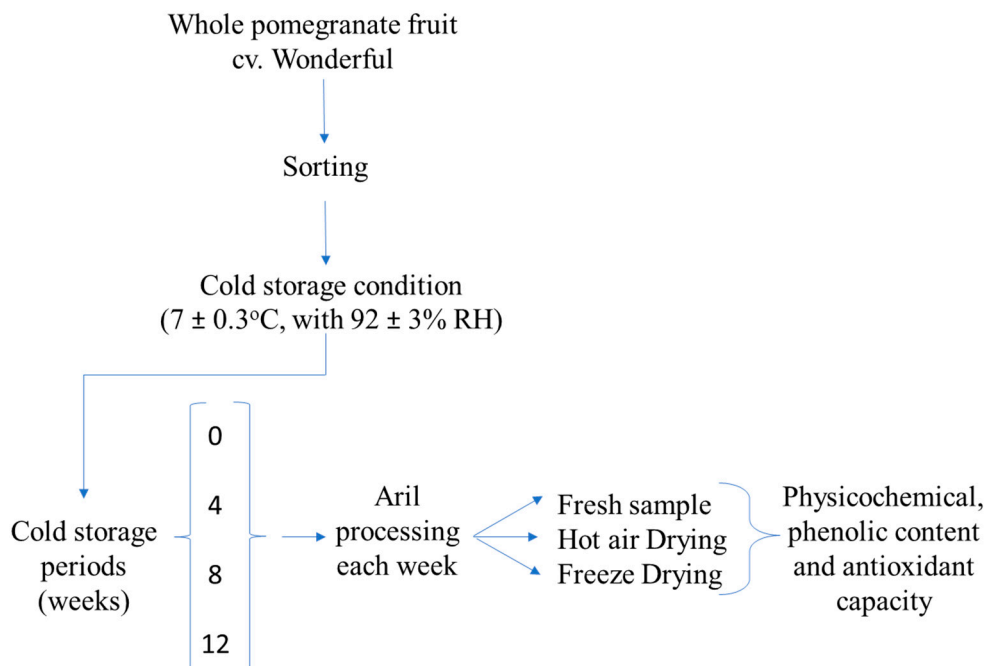 Whole pomegranate fruit
cv. Wonderful
Sorting
Cold storage condition
(7 ± 0.3°C, with 92 ± 3% RH)
Cold storage
periods
(weeks)
0
4
8
12
Aril
processing
each week
Fresh sample
Hot air Drying
Freeze Drying
Physicochemical,
phenolic content
and antioxidant
capacity